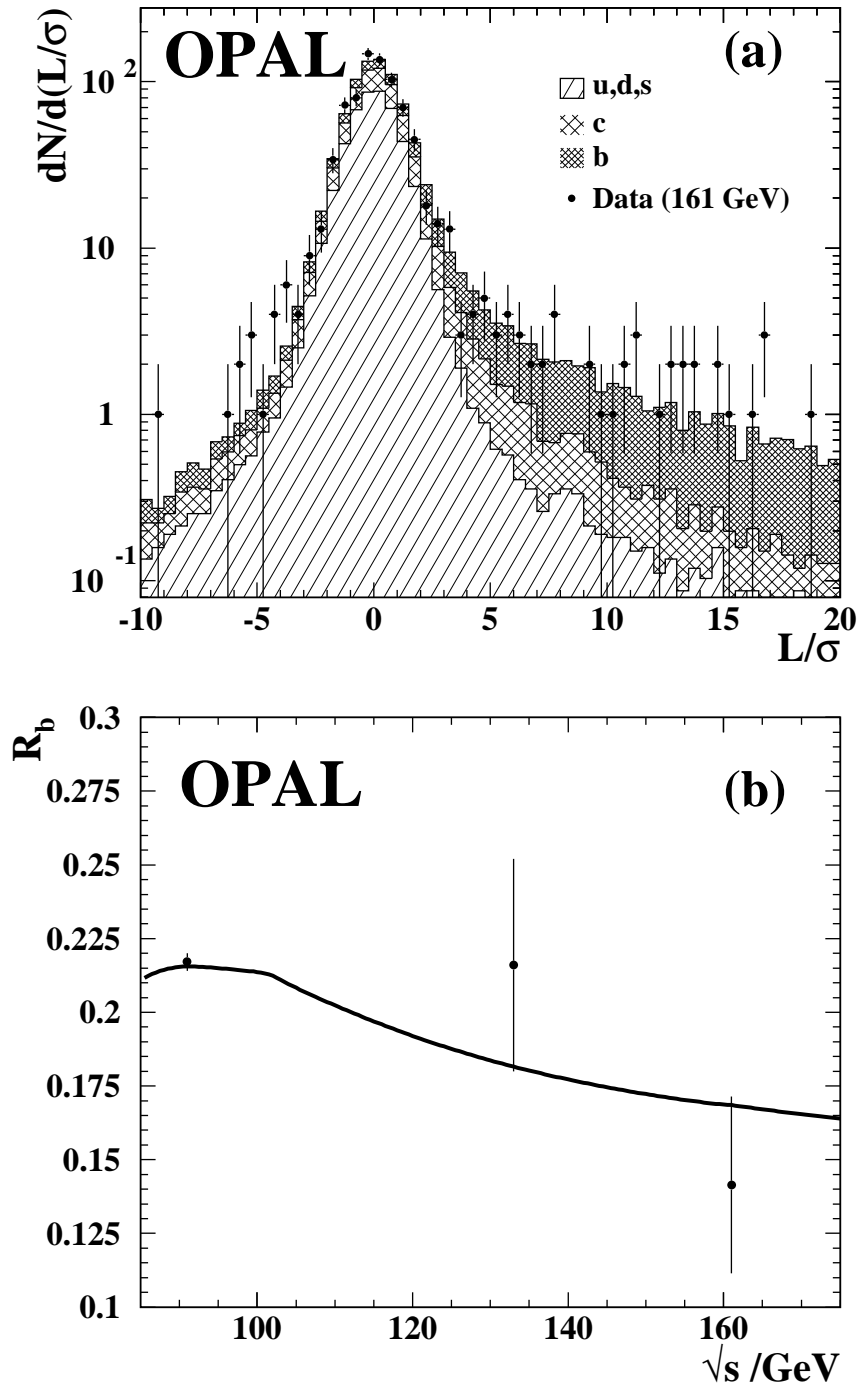 OPAL
(a)
dN/d(L/σ)
u,d,s
c
b
Data (161 GeV)
10 2
10
1
10 -1
-10 -5 0 5 10 15 20
L/σ
R_b
OPAL
(b)
0.3
0.275
0.25
0.225
0.2
0.175
0.15
0.125
0.1
100 120 140 160
√s /GeV